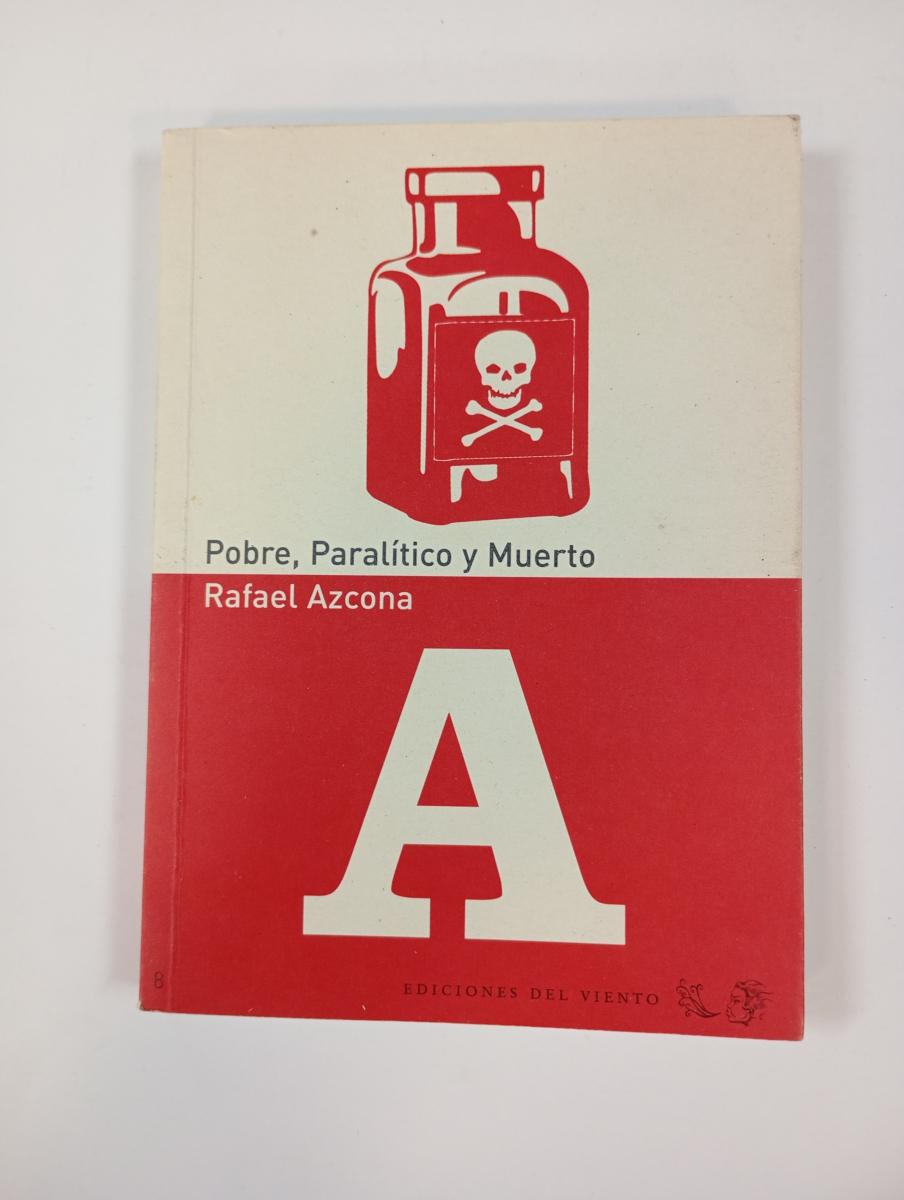 Pobre, Paralítico y Muerto
Rafael Azcona
A
8
EDICIONES DEL VIENTO